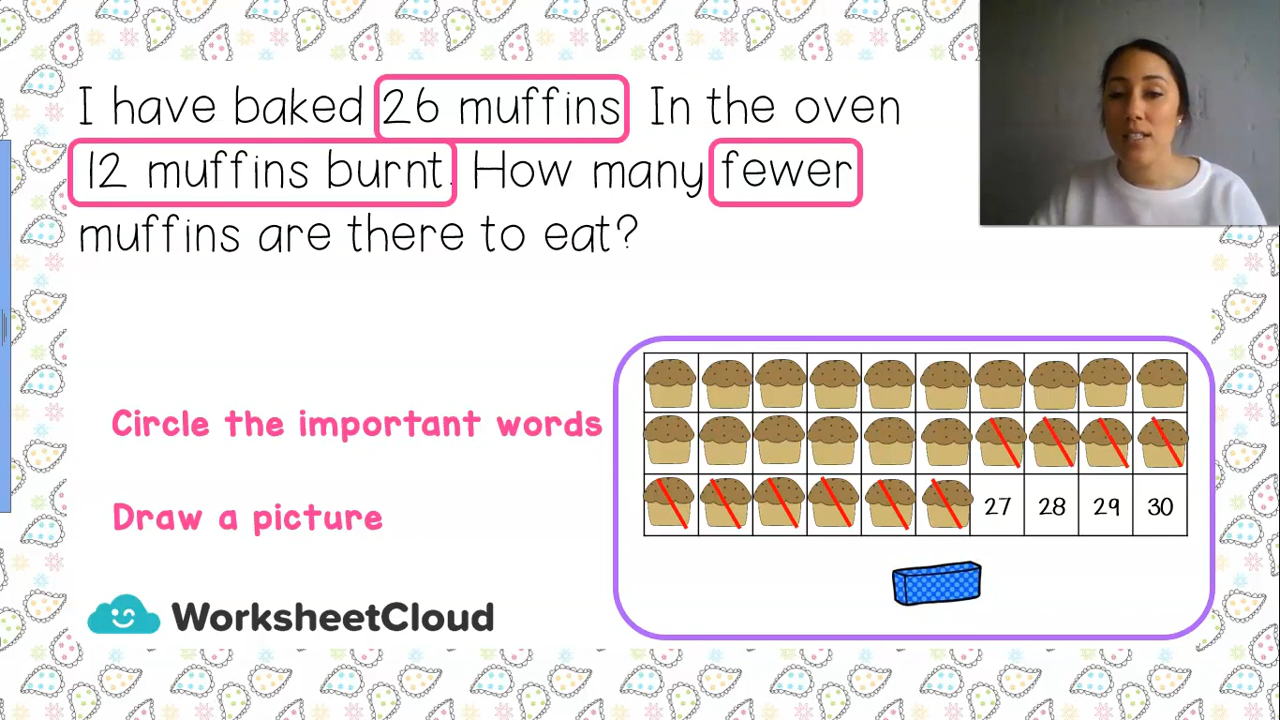 I have baked 26 muffins In the oven
12 muffins burnt. How many fewer
muffins are there to eat?
Circle the important words
Draw a picture
27 28 29 30
WorksheetCloud